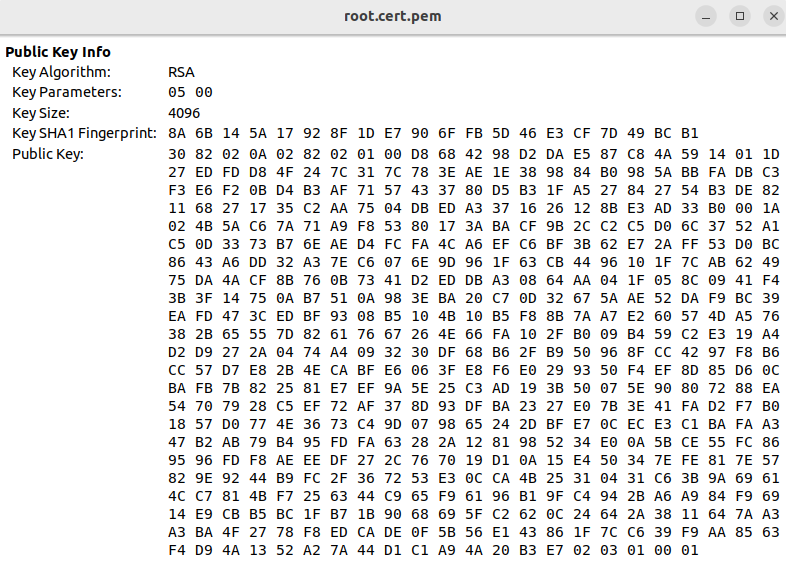 root.cert.pem
Public Key Info
Key Algorithm: RSA
Key Parameters: 05 00
Key Size: 4096
Key SHA1 Fingerprint: 8A 6B 14 5A 17 92 8F 1D E7 90 6F FB 5D 46 E3 CF 7D 49 BC B1
Public Key: 30 82 02 0A 02 82 02 01 00 D8 68 42 98 D2 DA E5 87 C8 4A 59 14 01 1D
27 ED FD D8 4F 24 7C 31 7C 78 3E AE 1E 38 98 84 B0 98 5A BB FA DB C3
F3 E6 F2 0B D4 B3 AF 71 57 43 37 80 D5 B3 1F A5 27 84 27 54 B3 DE 82
11 68 27 17 35 C2 AA 75 04 DB ED A3 37 16 26 12 8B E3 AD 33 B0 00 1A
02 4B 5A C6 7A 71 A9 F8 53 80 17 3A BA CF 9B 2C C2 C5 D0 6C 37 52 A1
C5 0D 33 73 B7 6E AE D4 FC FA 4C A6 EF C6 BF 3B 62 E7 2A FF 53 D0 BC
86 43 A6 DD 32 A3 7E C6 07 6E 9D 96 1F 63 CB 44 96 10 1F 7C AB 62 49
75 DA 4A CF 8B 76 0B 73 41 D2 ED DB A3 08 64 AA 04 1F 05 8C 09 41 F4
3B 3F 14 75 0A B7 51 0A 98 3E BA 20 C7 0D 32 67 5A AE 52 DA F9 BC 39
EA FD 47 3C ED BF 93 08 B5 10 4B 10 B5 F8 8B 7A A7 E2 60 57 4D A5 76
38 2B 65 55 7D 82 61 76 67 26 4E 66 FA 10 2F B0 09 B4 59 C2 E3 19 A4
D2 D9 27 2A 04 74 A4 09 32 30 DF 68 B6 2F B9 50 96 8F CC 42 97 F8 B6
CC 57 D7 E8 2B 4E CA BF E6 06 3F E8 F6 E0 29 93 50 F4 EF 8D 85 D6 0C
BA FB 7B 82 25 81 E7 EF 9A 5E 25 C3 AD 19 3B 50 07 5E 90 80 72 88 EA
54 70 79 28 C5 EF 72 AF 37 8D 93 DF BA 23 27 E0 7B 3E 41 FA D2 F7 B0
18 57 D0 77 4E 36 73 C4 9D 07 98 65 24 2D BF E7 0C EC E3 C1 BA FA A3
47 B2 AB 79 B4 95 FD FA 63 28 2A 12 81 98 52 34 E0 0A 5B CE 55 FC 86
95 96 FD F8 AE EE DF 27 2C 76 70 19 D1 0A 15 E4 50 34 7E FE 81 7E 57
82 9E 92 44 B9 FC 2F 36 72 53 E3 0C CA 4B 25 31 04 31 C6 3B 9A 69 61
4C C7 81 4B F7 25 63 44 C9 65 F9 61 96 B1 9F C4 94 2B A6 A9 84 F9 69
14 E9 CB B5 BC 1F B7 1B 90 68 69 5F C2 62 0C 24 64 2A 38 11 64 7A A3
A3 BA 4F 27 78 F8 ED CA DE 0F 5B 56 E1 43 86 1F 7C C6 39 F9 AA 85 63
F4 D9 4A 13 52 A2 7A 44 D1 C1 A9 4A 20 B3 E7 02 03 01 00 01